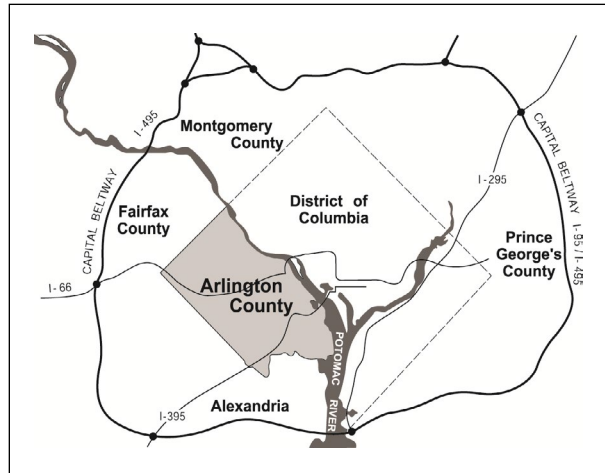 I-495
Montgomery
County
CAPITAL BELTWAY
Fairfax
County
District of
Columbia
I-295
CAPITAL BELTWAY I-95 / I-495
Prince
George's
County
I-66
Arlington
County
POTOMAC
RIVER
Alexandria
I-395